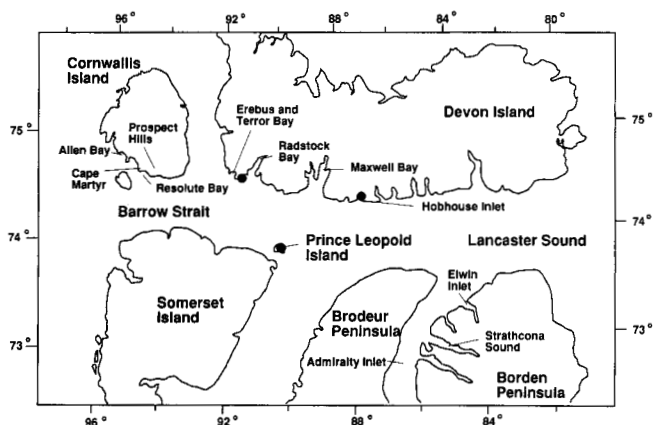 96° 92° 88° 84° 80°
Cornwallis
Island
Erebus and
Terror Bay
Devon Island
75°
75°
Prospect
Hills
Radstock
Bay
Allen Bay
Maxwell Bay
Cape
Martyr
Resolute Bay
Hobhouse Inlet
Barrow Strait
74°
74°
Prince Leopold
Island
Lancaster Sound
Elwin
Inlet
Somerset
Island
Brodeur
Peninsula
Strathcona
Sound
73°
73°
Admiralty Inlet
Borden
Peninsula
96° 92° 88° 84°